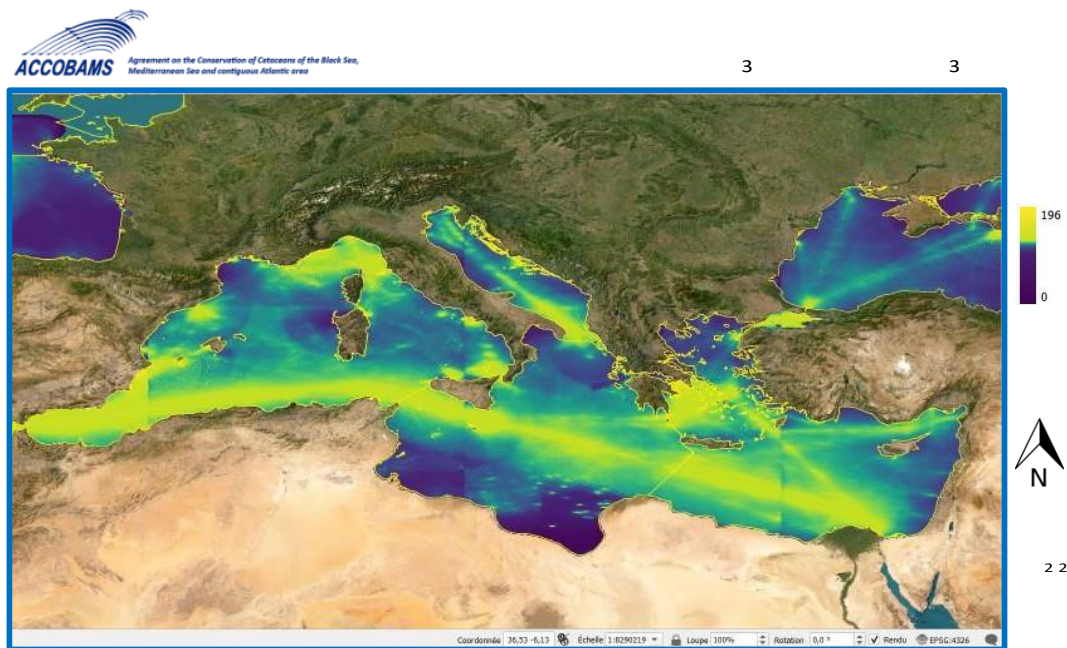 ACCOBAMS
Agreement on the Conservation of Cetaceans of the Black Sea,
Mediterranean Sea and contiguous Atlantic area
3 3
196
0
N
2 2
Coordonnée 36,53 -6,13 Échelle 1:8290219 Loupe 100% Rotation 0,0 ° Rendu EPSG:4326